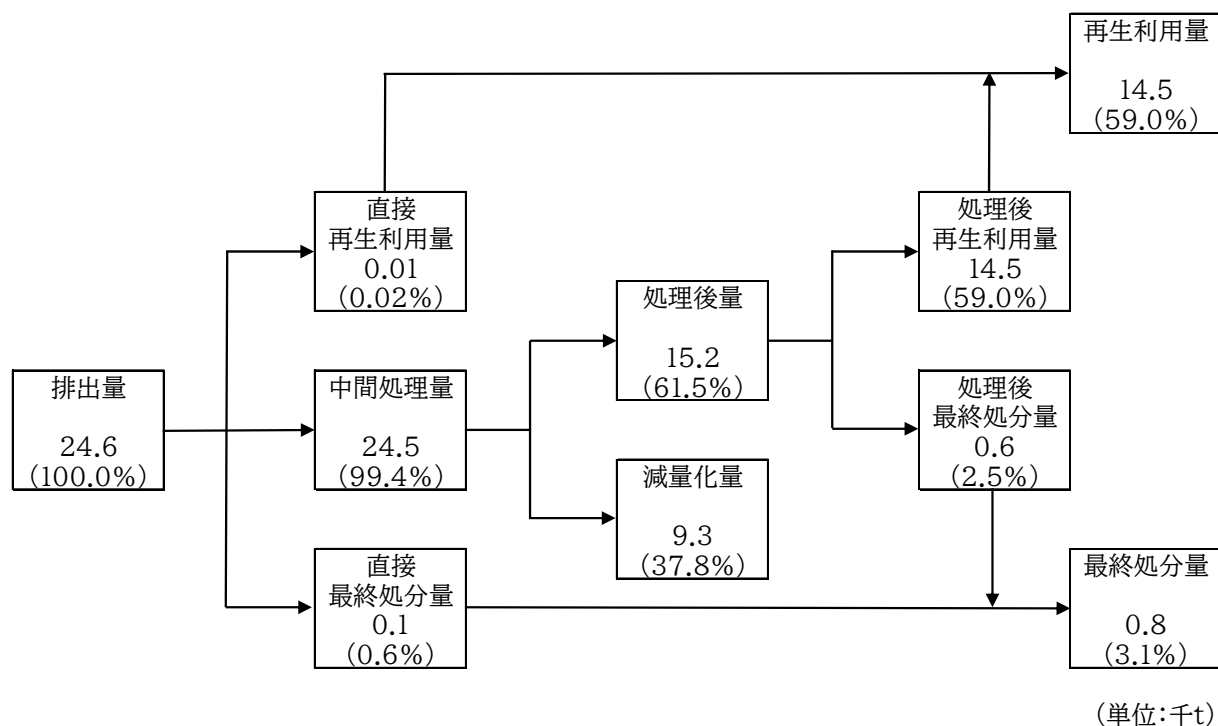 再生利用量
14.5
(59.0%)
直接
再生利用量
0.01
(0.02%)
処理後
再生利用量
14.5
(59.0%)
処理後量
15.2
(61.5%)
排出量
24.6
(100.0%)
中間処理量
24.5
(99.4%)
処理後
最終処分量
0.6
(2.5%)
減量化量
9.3
(37.8%)
直接
最終処分量
0.1
(0.6%)
最終処分量
0.8
(3.1%)
(単位:千t)